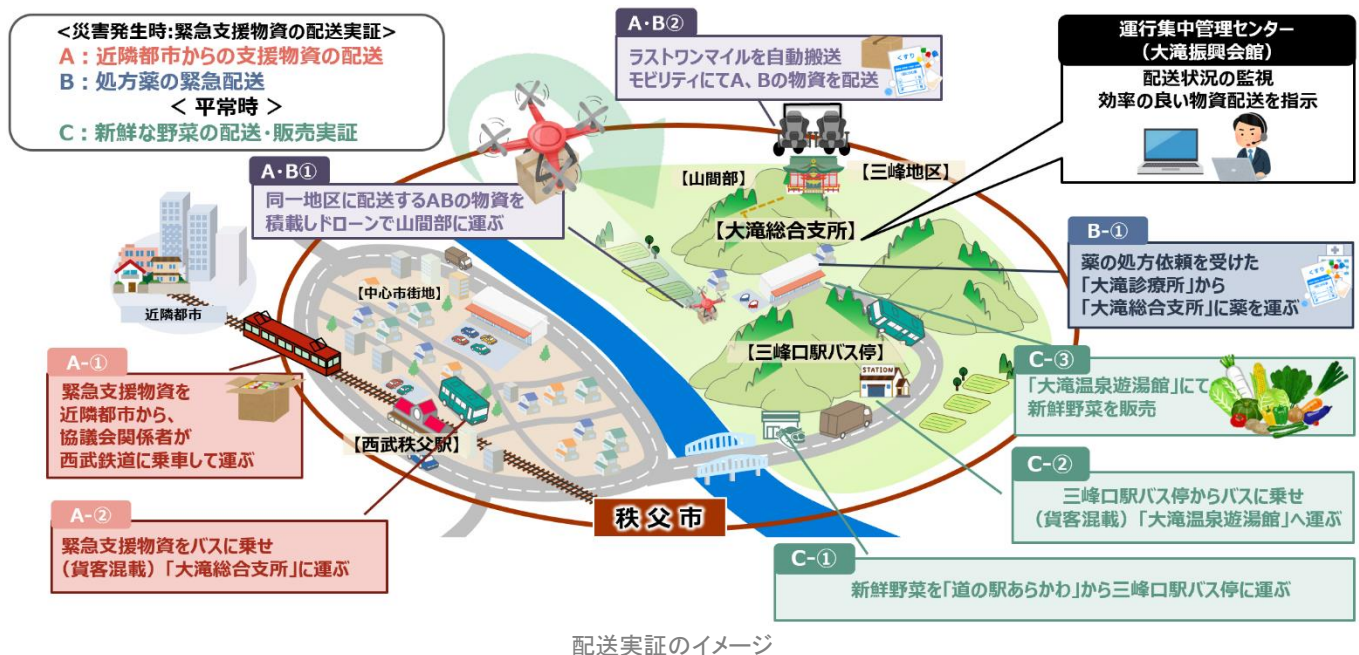 <災害発生時:緊急支援物資の配送実証>
A：近隣都市からの支援物資の配送
B：処方薬の緊急配送
< 平常時 >
C：新鮮な野菜の配送･販売実証
A･B②
ラストワンマイルを自動搬送
モビリティにてA、Bの物資を配送
くすり
運行集中管理センター
（大滝振興会館）
配送状況の監視
効率の良い物資配送を指示
A･B①
同一地区に配送するABの物資を
積載しドローンで山間部に運ぶ
【山間部】
【三峰地区】
【大滝総合支所】
B-①
薬の処方依頼を受けた
「大滝診療所」から
「大滝総合支所」に薬を運ぶ
くすり
近隣都市
【中心市街地】
【三峰口駅バス停】
STATION
A-①
緊急支援物資を
近隣都市から、
協議会関係者が
西武鉄道に乗車して運ぶ
【西武秩父駅】
C-③
「大滝温泉遊湯館」にて
新鮮野菜を販売
C-②
三峰口駅バス停からバスに乗せ
（貨客混載）「大滝温泉遊湯館」へ運ぶ
A-②
緊急支援物資をバスに乗せ
（貨客混載）「大滝総合支所」に運ぶ
秩父市
C-①
新鮮野菜を「道の駅あらかわ」から三峰口駅バス停に運ぶ
配送実証のイメージ